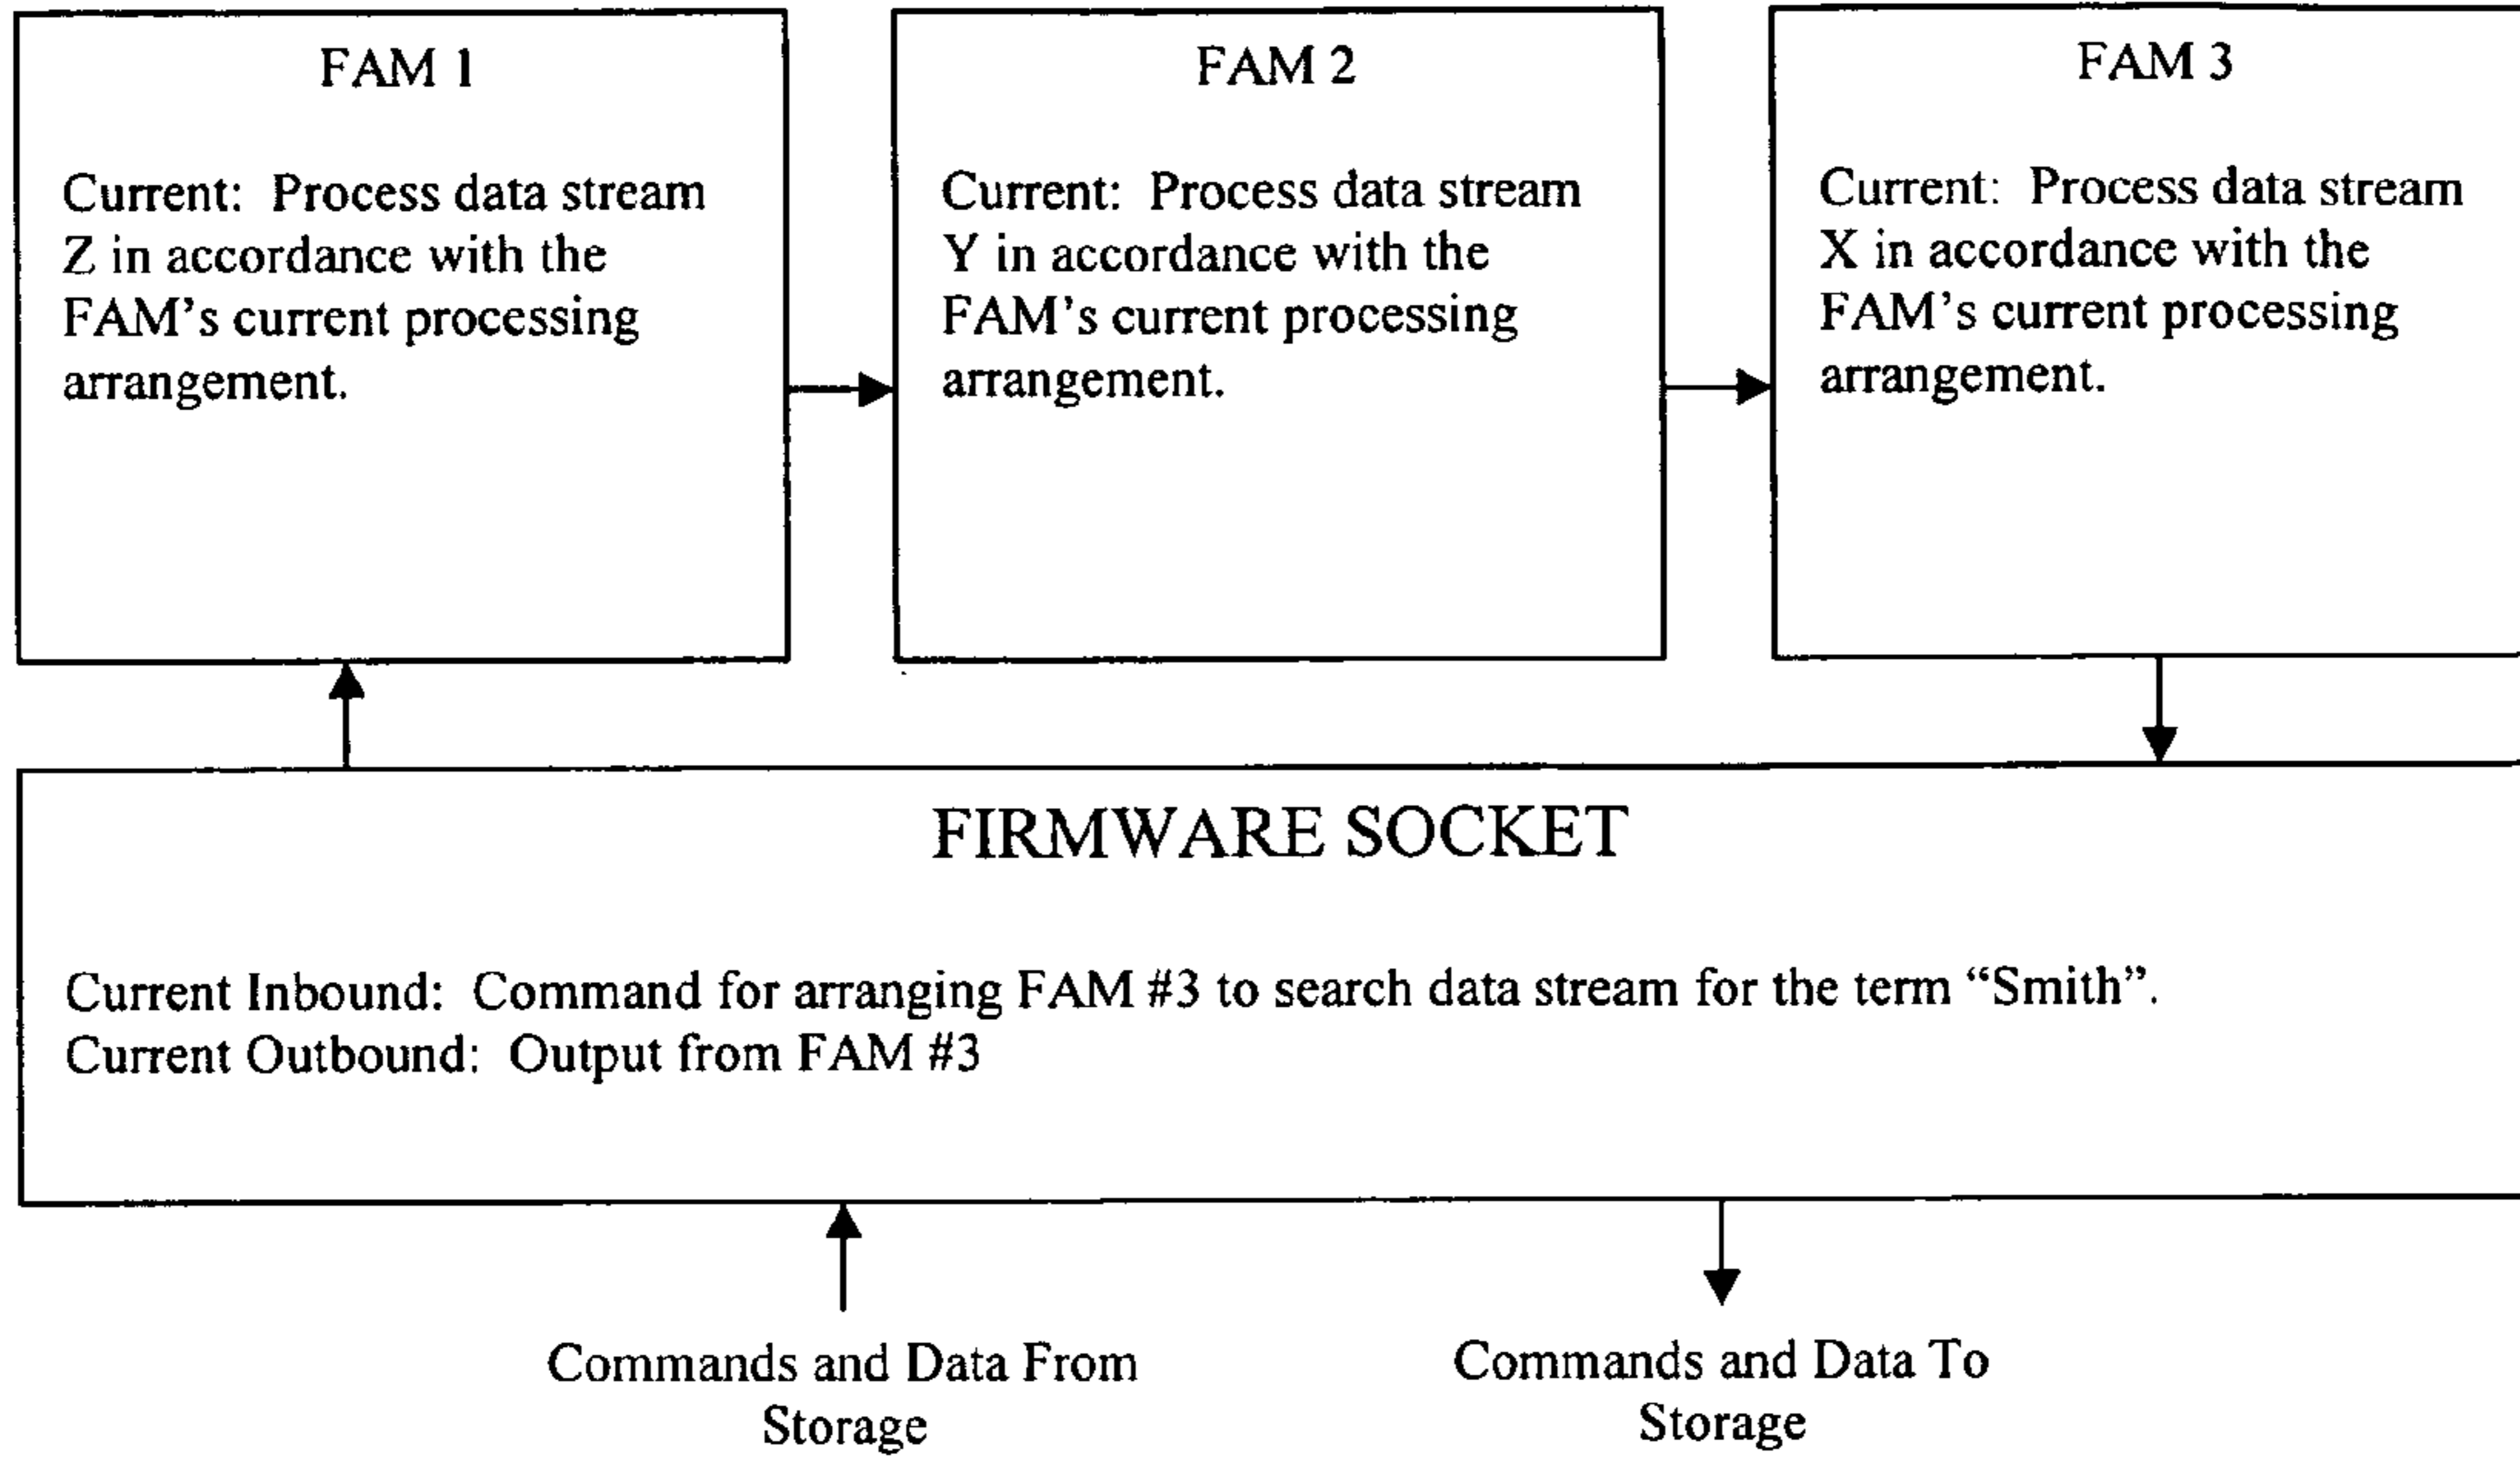 FAM 1
Current: Process data stream
Z in accordance with the
FAM's current processing
arrangement.
FAM 2
Current: Process data stream
Y in accordance with the
FAM's current processing
arrangement.
FAM 3
Current: Process data stream
X in accordance with the
FAM's current processing
arrangement.
FIRMWARE SOCKET
Current Inbound: Command for arranging FAM #3 to search data stream for the term “Smith”.
Current Outbound: Output from FAM #3
Commands and Data From
Storage
Commands and Data To
Storage